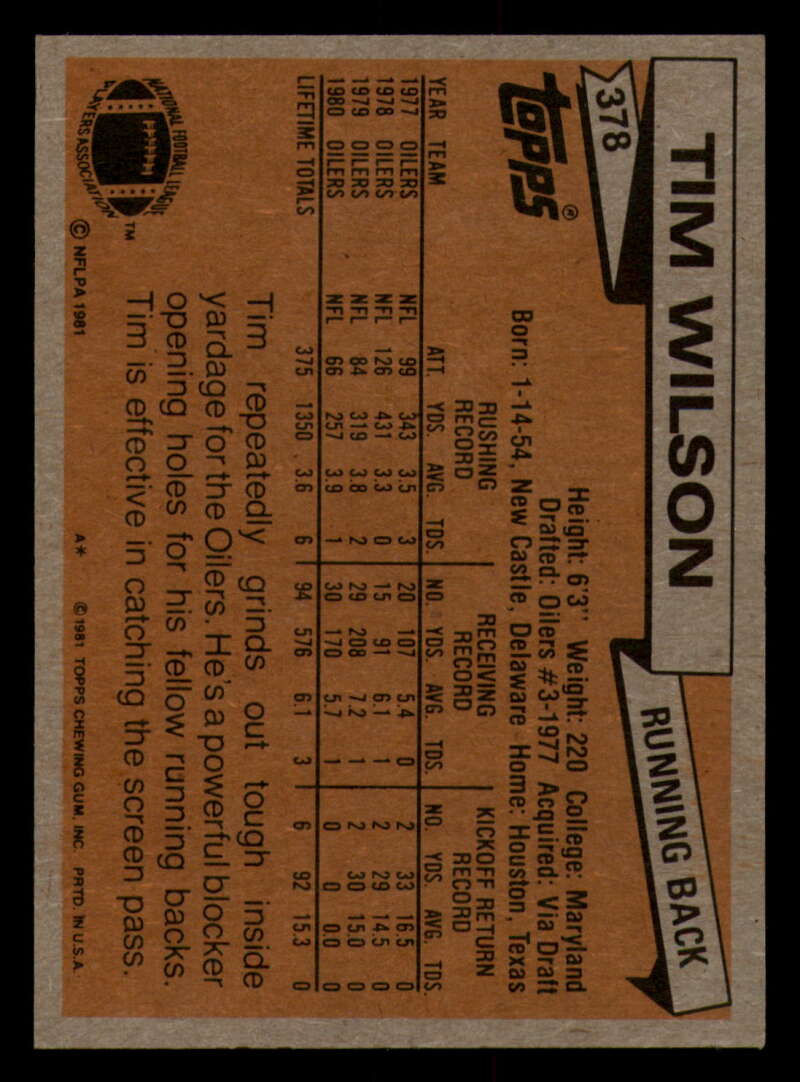 378
TIM WILSON
RUNNING BACK
topps®
Height: 6'3" Weight: 220 College: Maryland
Drafted: Oilers #3-1977 Acquired: Via Draft
Born: 1-14-54, New Castle, Delaware Home: Houston, Texas
RUSHING RECORD RECEIVING RECORD KICKOFF RETURN RECORD
YEAR TEAM ATT. YDS. AVG. TDS. NO. YDS. AVG. TDS. NO. YDS. AVG. TDS.
1977 OILERS NFL 99 343 3.5 3 20 107 5.4 0 2 33 16.5 0
1978 OILERS NFL 126 431 3.3 0 15 91 6.1 1 2 29 14.5 0
1979 OILERS NFL 84 319 3.8 2 29 208 7.2 1 2 30 15.0 0
1980 OILERS NFL 66 257 3.9 1 30 170 5.7 1 0 0 0.0 0
LIFETIME TOTALS 375 1350 3.6 6 94 576 6.1 3 6 92 15.3 0
Tim repeatedly grinds out tough inside
yardage for the Oilers. He's a powerful blocker
opening holes for his fellow running backs.
Tim is effective in catching the screen pass.
NATIONAL FOOTBALL LEAGUE
PLAYERS ASSOCIATION
TM
© NFLPA 1981
A* © 1981 TOPPS CHEWING GUM, INC. PRTD. IN U.S.A.